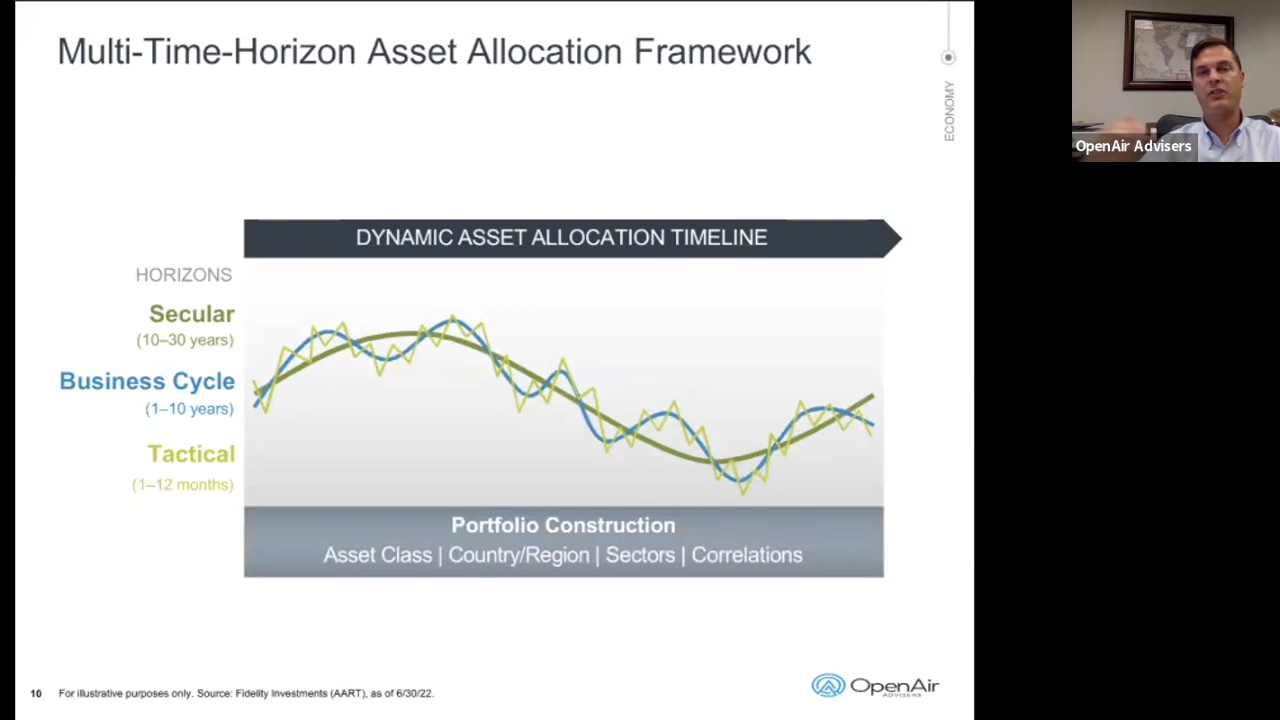 Multi-Time-Horizon Asset Allocation Framework
ECONOMY
OpenAir Advisers
DYNAMIC ASSET ALLOCATION TIMELINE
HORIZONS
Secular
(10–30 years)
Business Cycle
(1–10 years)
Tactical
(1–12 months)
Portfolio Construction
Asset Class | Country/Region | Sectors | Correlations
10 For illustrative purposes only. Source: Fidelity Investments (AART), as of 6/30/22.
OpenAir
ADVISERS